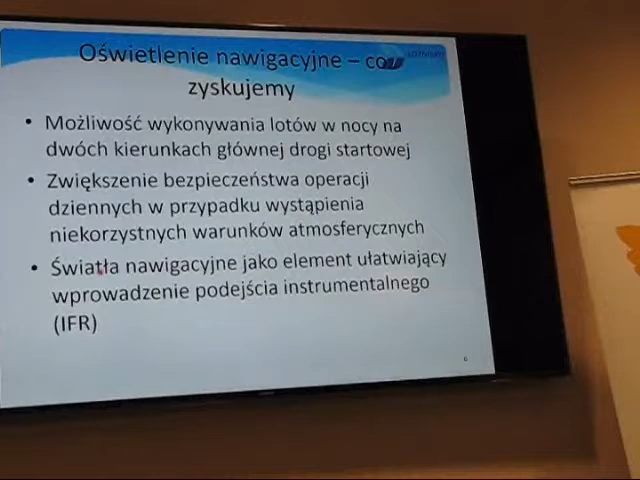 Oświetlenie nawigacyjne – co
zyskujemy
• Możliwość wykonywania lotów w nocy na
dwóch kierunkach głównej drogi startowej
• Zwiększenie bezpieczeństwa operacji
dziennych w przypadku wystąpienia
niekorzystnych warunków atmosferycznych
• Światła nawigacyjne jako element ułatwiający
wprowadzenie podejścia instrumentalnego
(IFR)
6